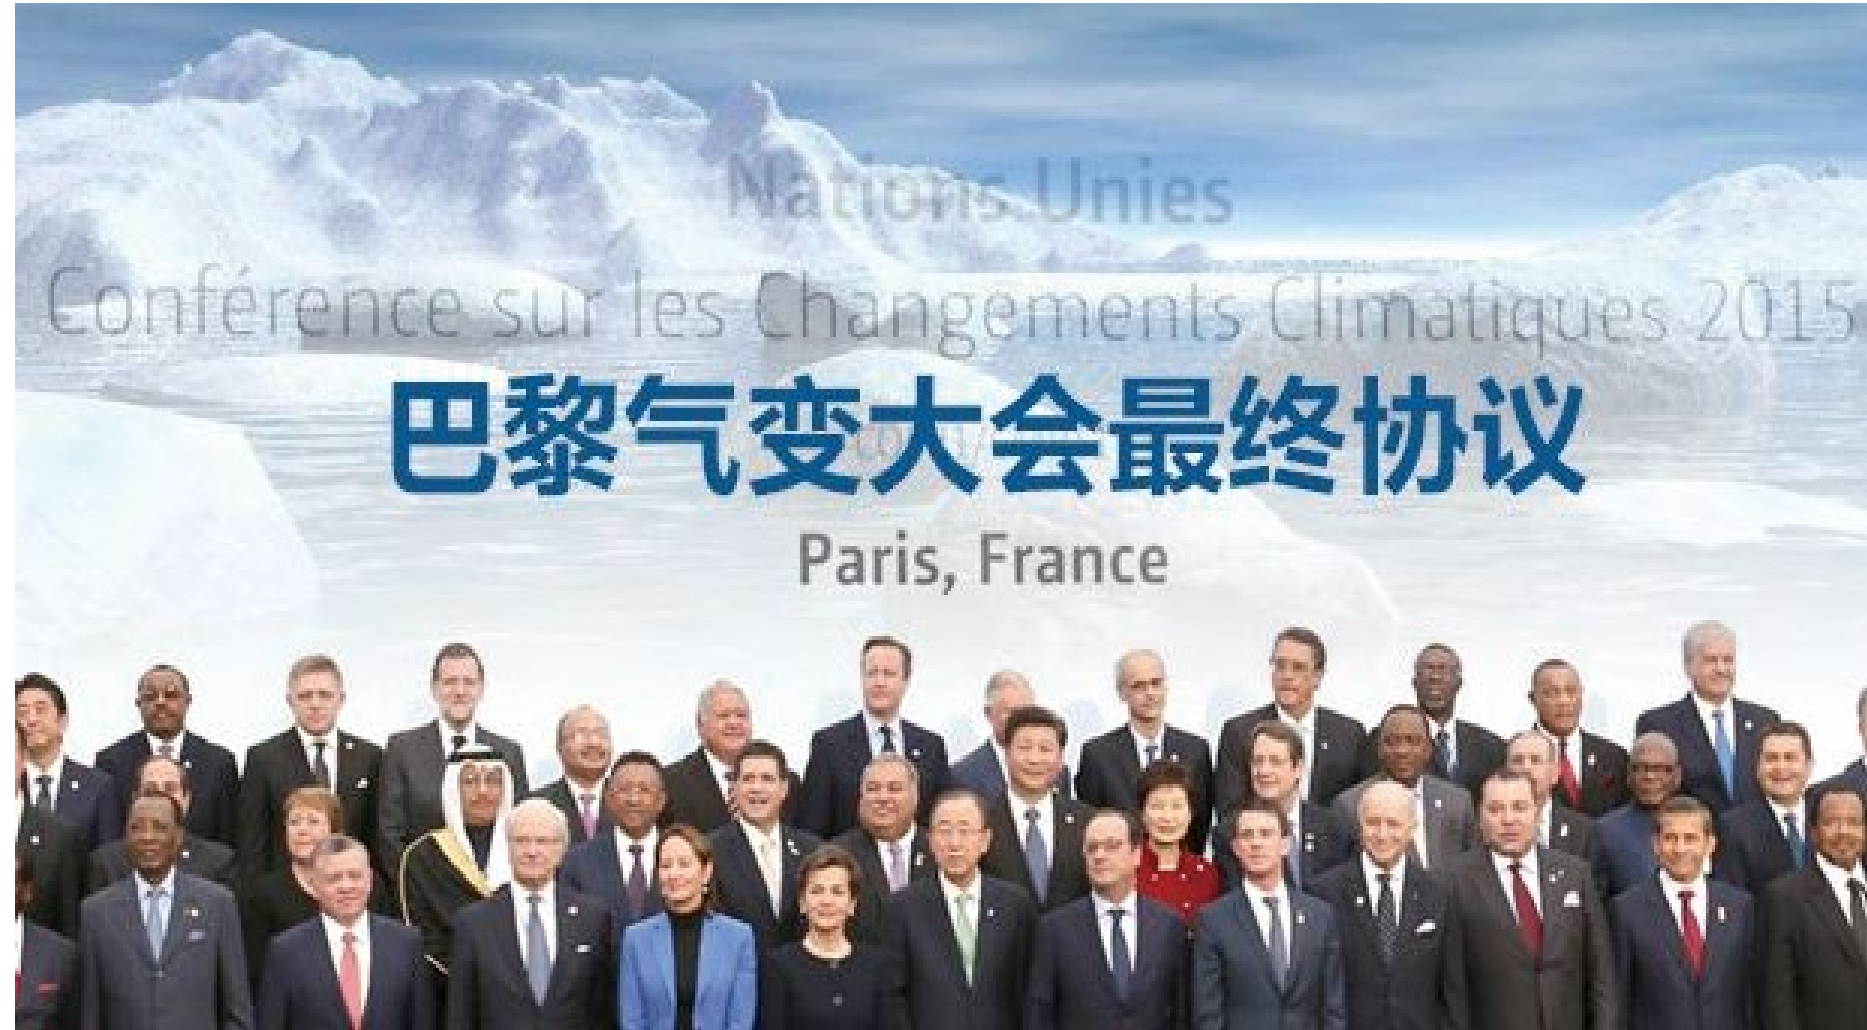 Nations Unies
Conférence sur les Changements Climatiques 2015
巴黎气变大会最终协议
Paris, France